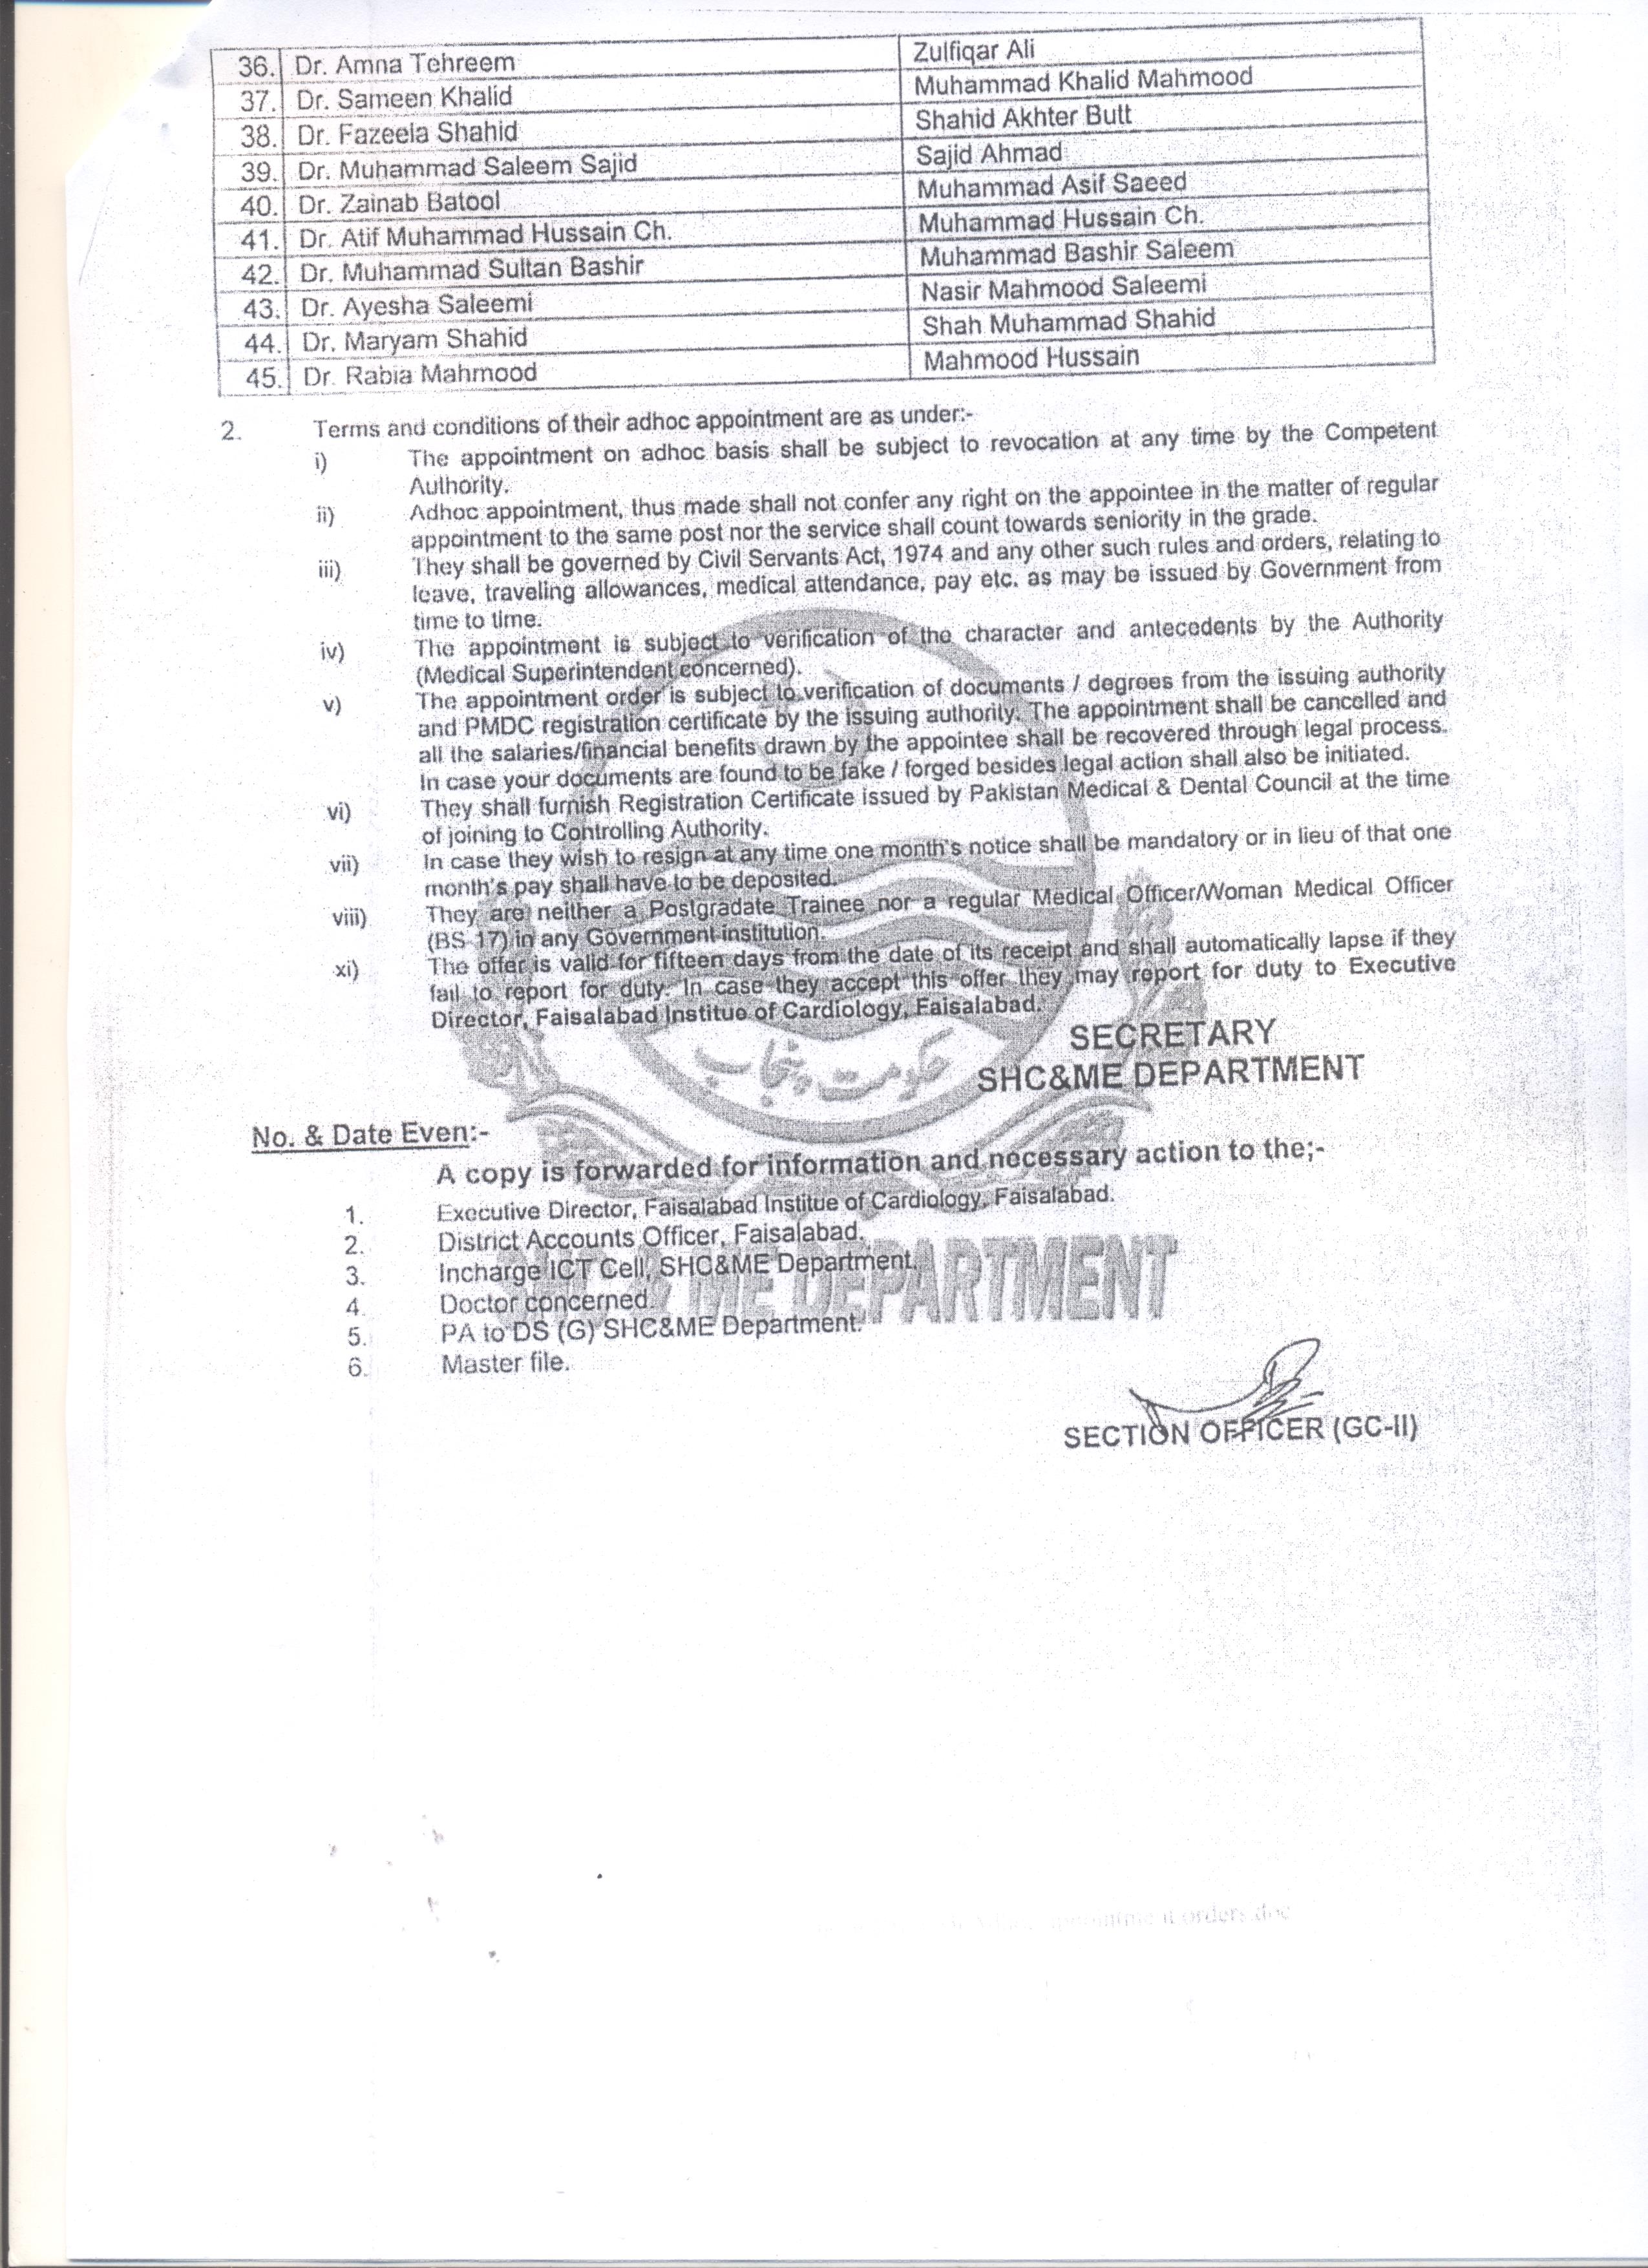 36. Dr. Amna Tehreem Zulfiqar Ali
37. Dr. Sameen Khalid Muhammad Khalid Mahmood
38. Dr. Fazeela Shahid Shahid Akhter Butt
39. Dr. Muhammad Saleem Sajid Sajid Ahmad
40. Dr. Zainab Batool Muhammad Asif Saeed
41. Dr. Atif Muhammad Hussain Ch. Muhammad Hussain Ch.
42. Dr. Muhammad Sultan Bashir Muhammad Bashir Saleem
43. Dr. Ayesha Saleemi Nasir Mahmood Saleemi
44. Dr. Maryam Shahid Shah Muhammad Shahid
45. Dr. Rabia Mahmood Mahmood Hussain
2. Terms and conditions of their adhoc appointment are as under:-
i) The appointment on adhoc basis shall be subject to revocation at any time by the Competent
Authority.
ii) Adhoc appointment, thus made shall not confer any right on the appointee in the matter of regular
appointment to the same post nor the service shall count towards seniority in the grade.
iii) They shall be governed by Civil Servants Act, 1974 and any other such rules and orders, relating to
leave, traveling allowances, medical attendance, pay etc. as may be issued by Government from
time to time.
iv) The appointment is subject to verification of the character and antecedents by the Authority
(Medical Superintendent concerned).
v) The appointment order is subject to verification of documents / degrees from the issuing authority
and PMDC registration certificate by the issuing authority. The appointment shall be cancelled and
all the salaries/financial benefits drawn by the appointee shall be recovered through legal process.
In case your documents are found to be fake / forged besides legal action shall also be initiated.
vi) They shall furnish Registration Certificate issued by Pakistan Medical & Dental Council at the time
of joining to Controlling Authority.
vii) In case they wish to resign at any time one month's notice shall be mandatory or in lieu of that one
month's pay shall have to be deposited.
viii) They are neither a Postgradate Trainee nor a regular Medical Officer/Woman Medical Officer
(BS-17) in any Government institution.
xi) The offer is valid for fifteen days from the date of its receipt and shall automatically lapse if they
fail to report for duty. In case they accept this offer they may report for duty to Executive
Director, Faisalabad Institue of Cardiology, Faisalabad.
SECRETARY
حکومت پنجاب
SHC&ME DEPARTMENT
No. & Date Even:-
A copy is forwarded for information and necessary action to the;-
1. Executive Director, Faisalabad Institue of Cardiology, Faisalabad.
2. District Accounts Officer, Faisalabad.
3. Incharge ICT Cell, SHC&ME Department.
4. Doctor concerned.
& ME DEPARTMENT
5. PA to DS (G) SHC&ME Department.
6. Master file.
SECTION OFFICER (GC-II)
orders.doc